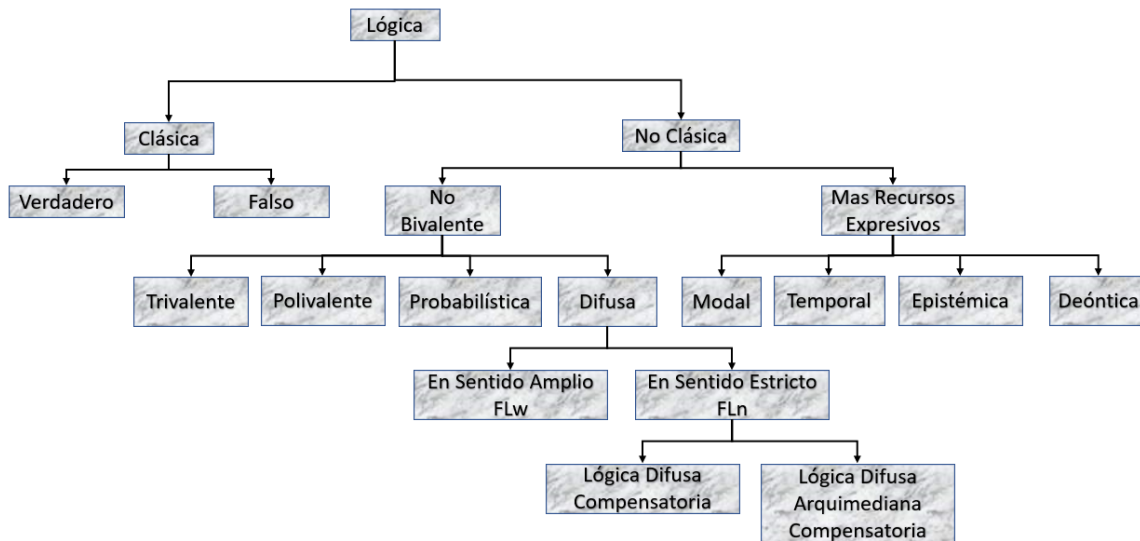 Lógica
Clásica
No Clásica
Verdadero
Falso
No
Bivalente
Mas Recursos
Expresivos
Trivalente
Polivalente
Probabilística
Difusa
Modal
Temporal
Epistémica
Deóntica
En Sentido Amplio
FLw
En Sentido Estricto
FLn
Lógica Difusa
Compensatoria
Lógica Difusa
Arquimediana
Compensatoria